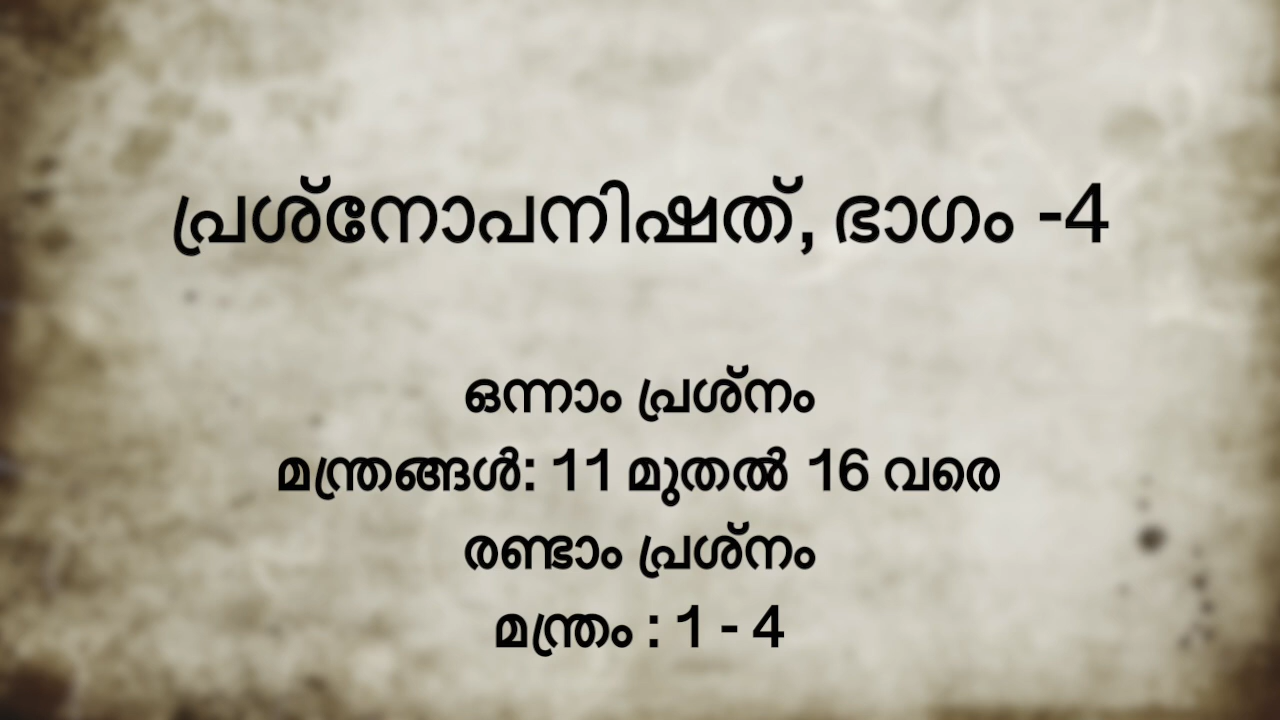 പ്രശ്നോപനിഷത്, ഭാഗം -4
ഒന്നാം പ്രശ്നം
മന്ത്രങ്ങൾ: 11 മുതൽ 16 വരെ
രണ്ടാം പ്രശ്നം
മന്ത്രം : 1 - 4